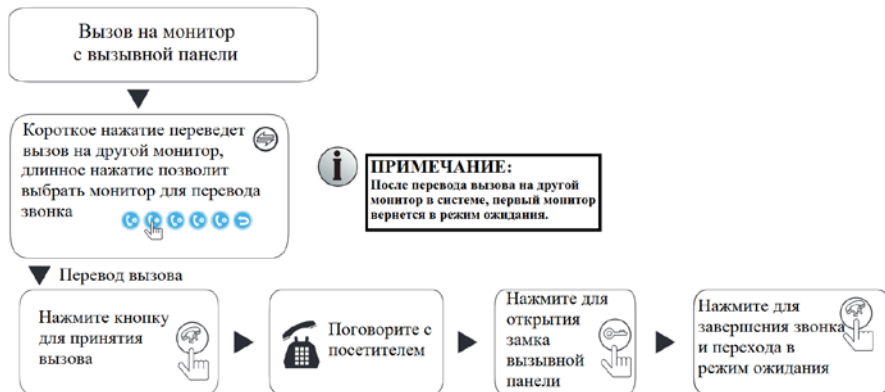 Вызов на монитор
с вызывной панели
Короткое нажатие переведет
вызов на другой монитор,
длинное нажатие позволит
выбрать монитор для перевода
звонка
ПРИМЕЧАНИЕ:
После перевода вызова на другой
монитор в системе, первый монитор
вернется в режим ожидания.
Перевод вызова
Нажмите кнопку
для принятия
вызова
Поговорите с
посетителем
Нажмите для
открытия
замка
вызывной
панели
Нажмите для
завершения звонка
и перехода в
режим ожидания